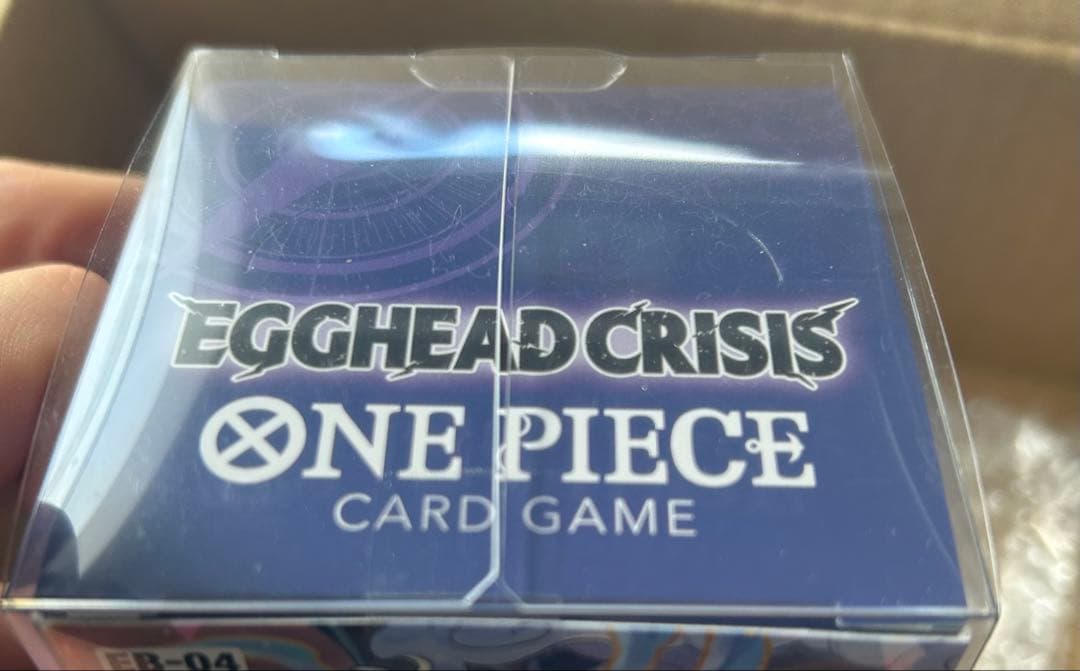 EGGHEAD CRISIS
ONE PIECE
CARD GAME
EB-04